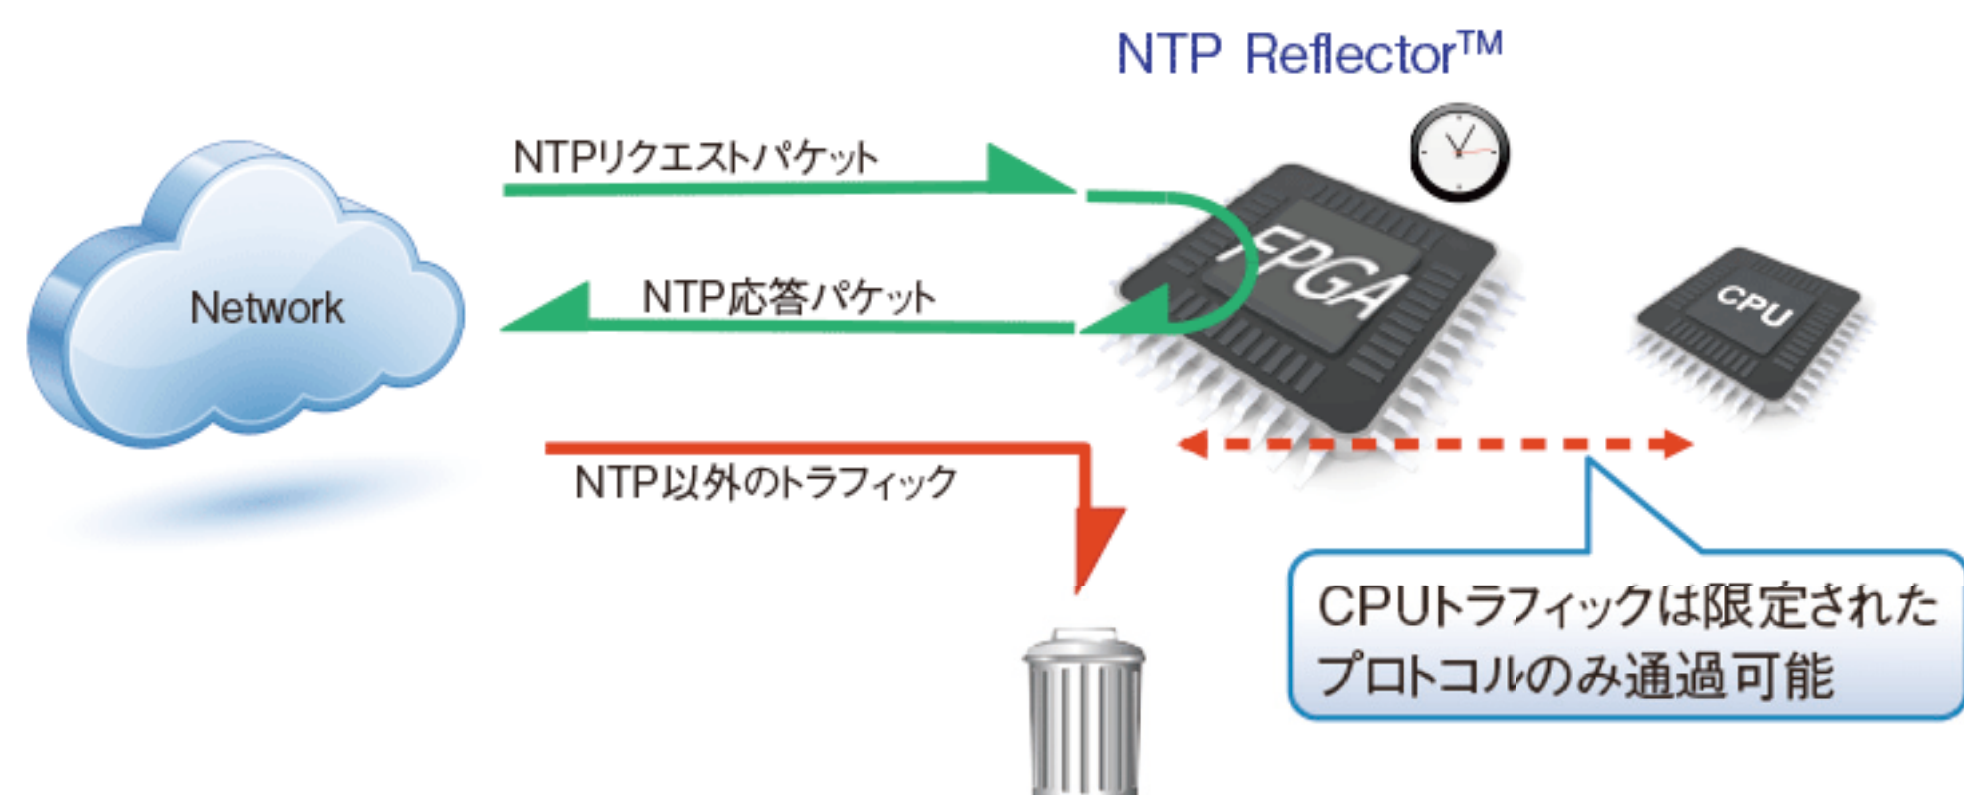 NTP Reflector™
NTPリクエストパケット
FPGA
NTP応答パケット
Network
CPU
NTP以外のトラフィック
CPUトラフィックは限定された
プロトコルのみ通過可能